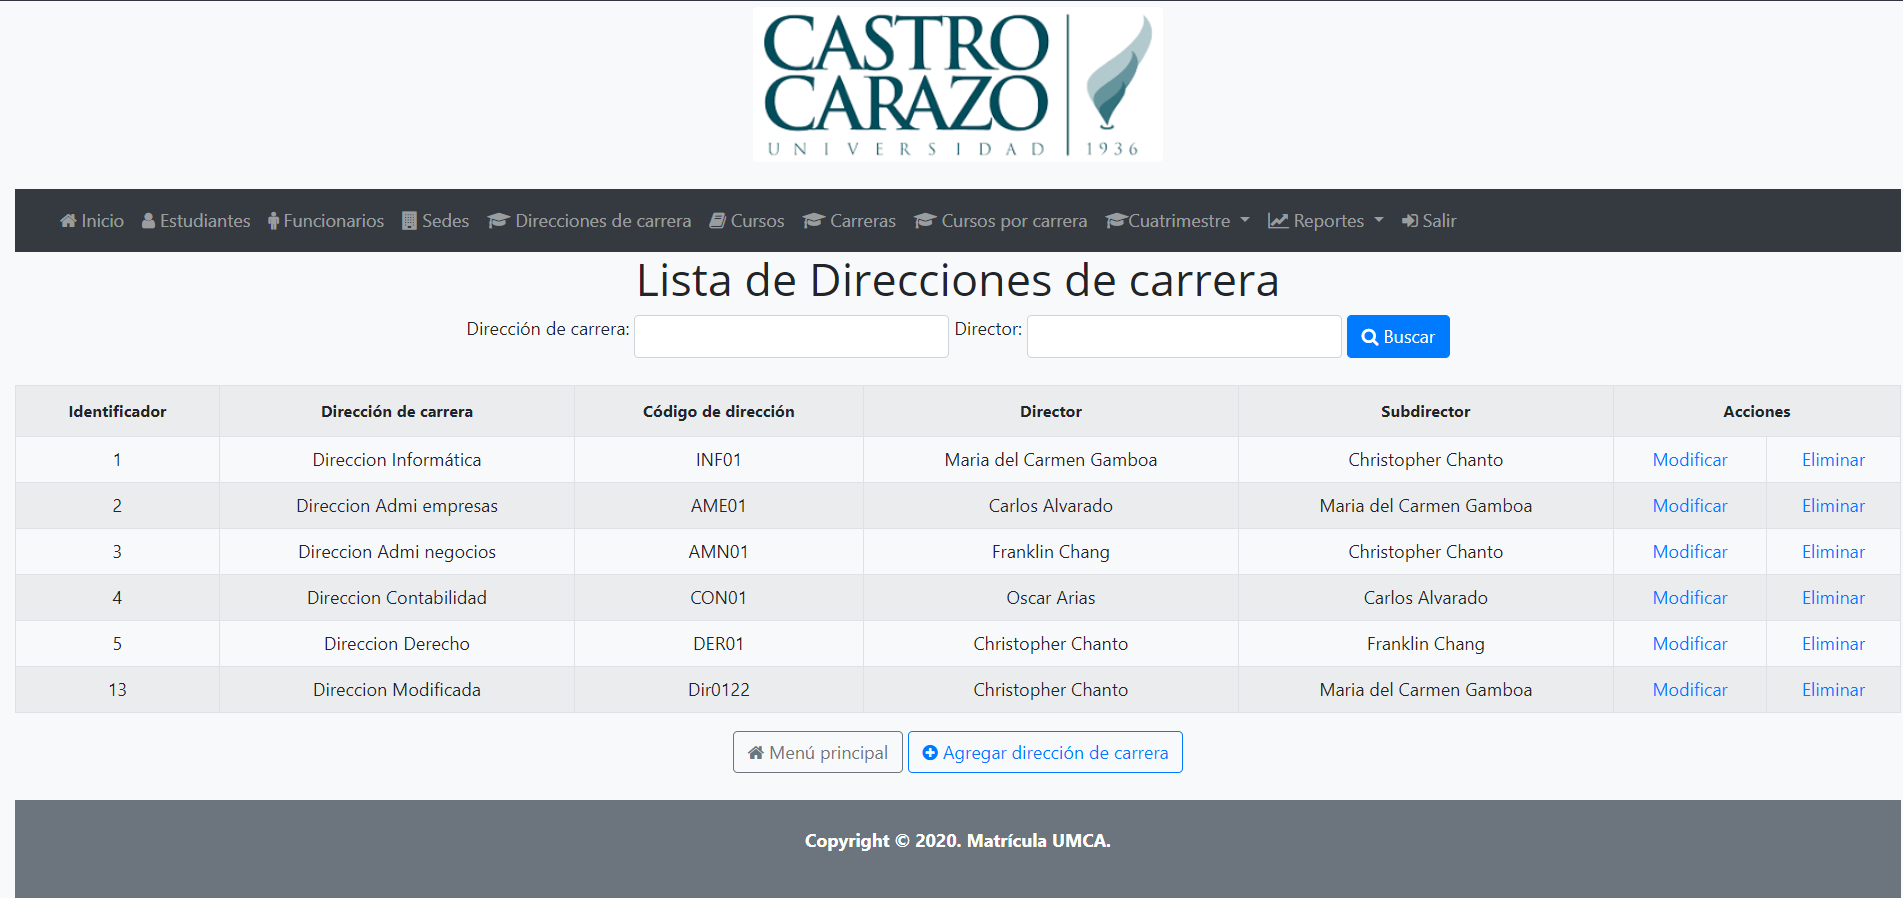 CASTRO
CARAZO
UNIVERSIDAD 1936
Inicio Estudiantes Funcionarios Sedes Direcciones de carrera Cursos Carreras Cursos por carrera Cuatrimestre Reportes Salir
Lista de Direcciones de carrera
Dirección de carrera: Director: Buscar
Identificador Dirección de carrera Código de dirección Director Subdirector Acciones
1 Direccion Informática INF01 Maria del Carmen Gamboa Christopher Chanto Modificar Eliminar
2 Direccion Admi empresas AME01 Carlos Alvarado Maria del Carmen Gamboa Modificar Eliminar
3 Direccion Admi negocios AMN01 Franklin Chang Christopher Chanto Modificar Eliminar
4 Direccion Contabilidad CON01 Oscar Arias Carlos Alvarado Modificar Eliminar
5 Direccion Derecho DER01 Christopher Chanto Franklin Chang Modificar Eliminar
13 Direccion Modificada Dir0122 Christopher Chanto Maria del Carmen Gamboa Modificar Eliminar
Menú principal Agregar dirección de carrera
Copyright © 2020. Matrícula UMCA.